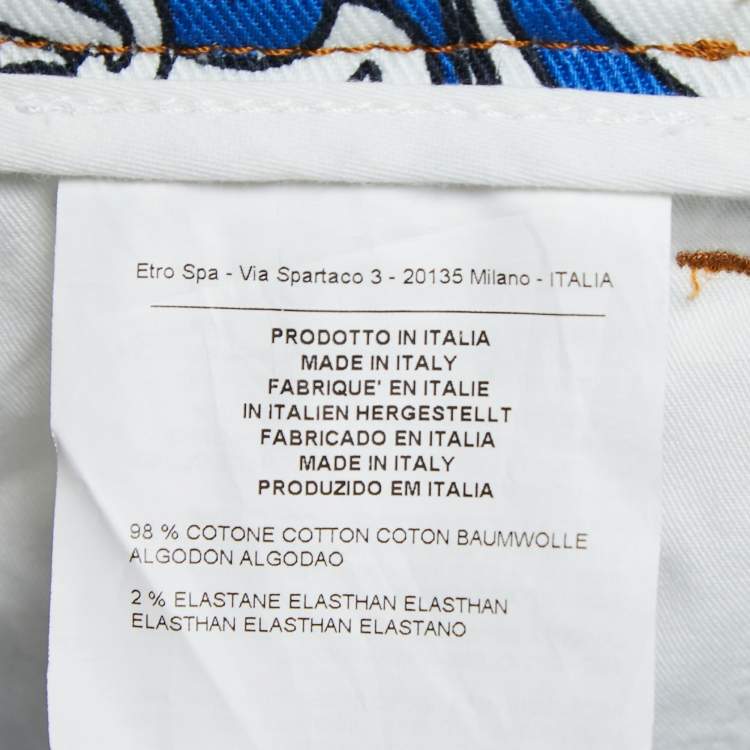 Etro Spa - Via Spartaco 3 - 20135 Milano - ITALIA
PRODOTTO IN ITALIA
MADE IN ITALY
FABRIQUE' EN ITALIE
IN ITALIEN HERGESTELLT
FABRICADO EN ITALIA
MADE IN ITALY
PRODUZIDO EM ITALIA
98 % COTONE COTTON COTON BAUMWOLLE
ALGODON ALGODAO
2 % ELASTANE ELASTHAN ELASTHAN
ELASTHAN ELASTHAN ELASTANO